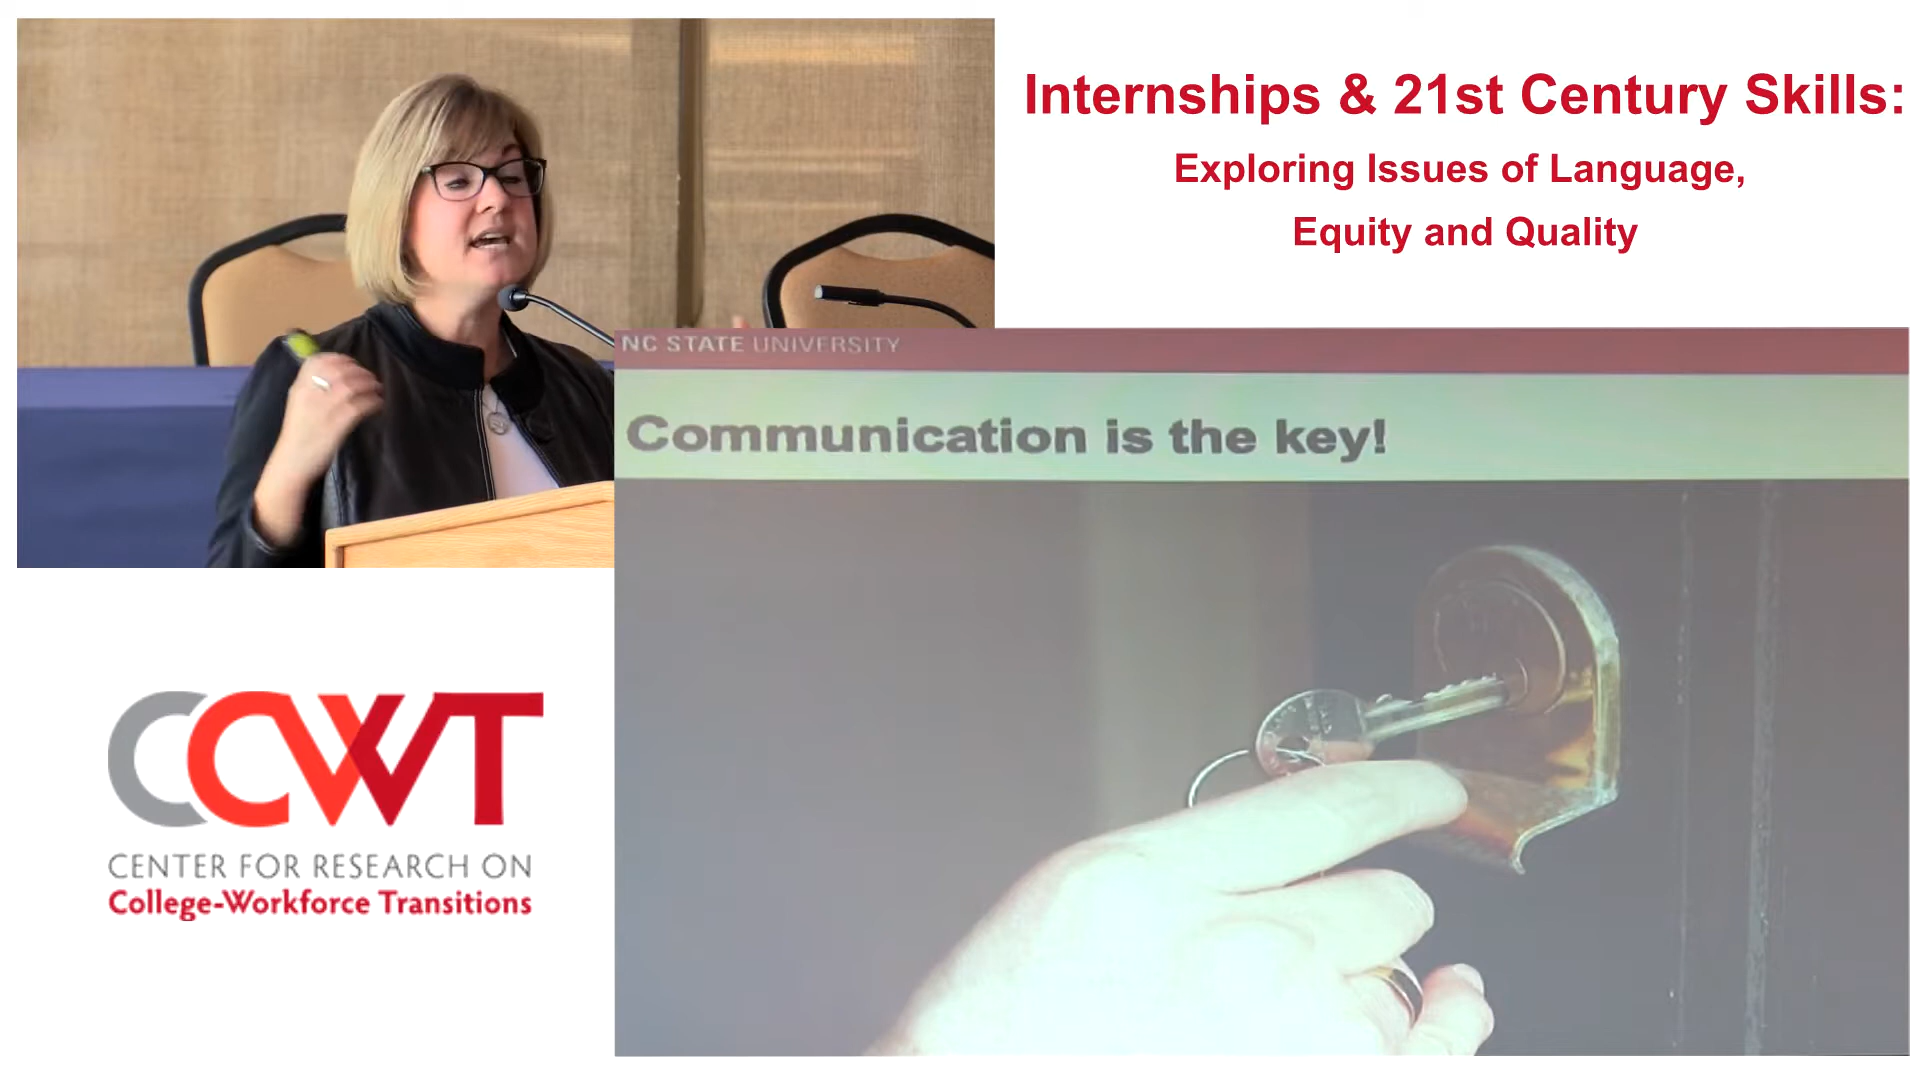 Internships & 21st Century Skills:
Exploring Issues of Language,
Equity and Quality
NC STATE UNIVERSITY
Communication is the key!
CCWT
CENTER FOR RESEARCH ON
College-Workforce Transitions